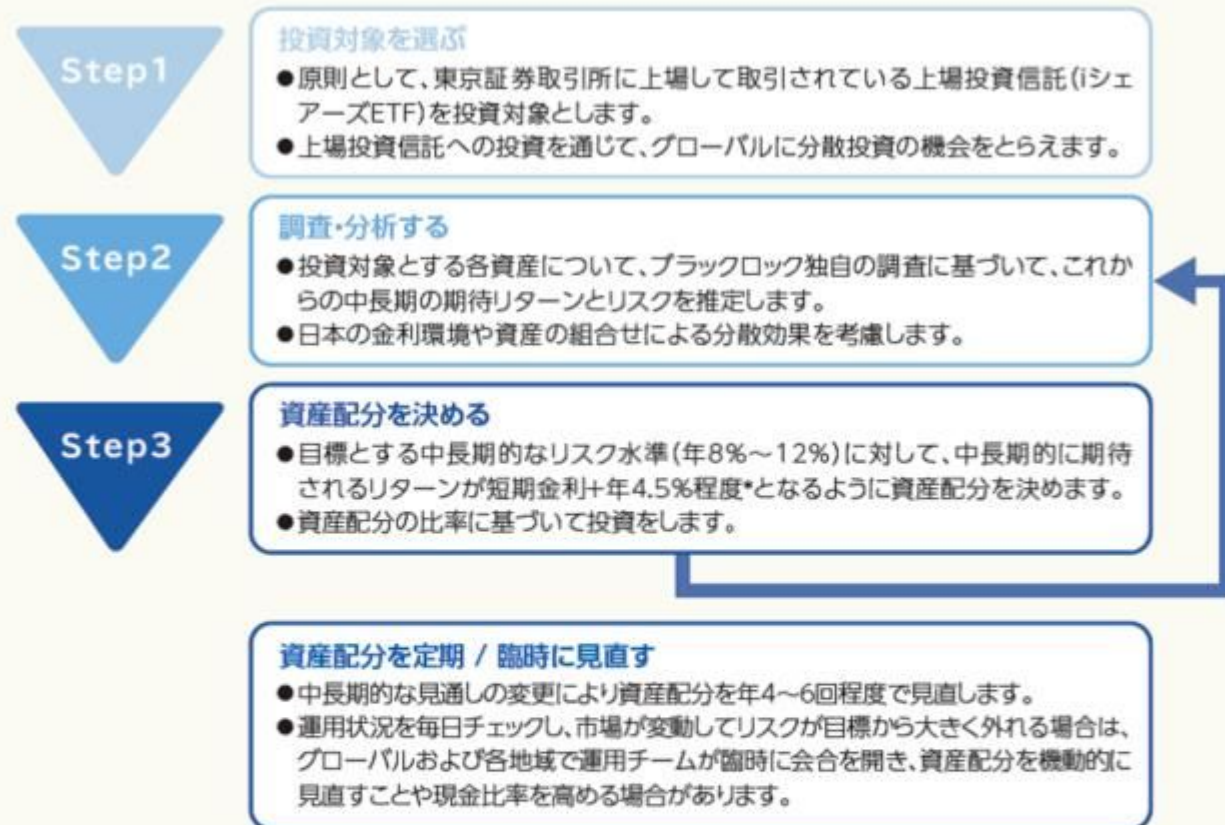 Step1
投資対象を選ぶ
●原則として、東京証券取引所に上場して取引されている上場投資信託(iシェ
アーズETF)を投資対象とします。
●上場投資信託への投資を通じて、グローバルに分散投資の機会をとらえます。
Step2
調査・分析する
●投資対象とする各資産について、ブラックロック独自の調査に基づいて、これか
らの中長期の期待リターンとリスクを推定します。
●日本の金利環境や資産の組合せによる分散効果を考慮します。
Step3
資産配分を決める
●目標とする中長期的なリスク水準(年8%～12%)に対して、中長期的に期待
されるリターンが短期金利+年4.5%程度*となるように資産配分を決めます。
●資産配分の比率に基づいて投資をします。
資産配分を定期 / 臨時に見直す
●中長期的な見通しの変更により資産配分を年4～6回程度で見直します。
●運用状況を毎日チェックし、市場が変動してリスクが目標から大きく外れる場合は、
グローバルおよび各地域で運用チームが臨時に会合を開き、資産配分を機動的に
見直すことや現金比率を高める場合があります。